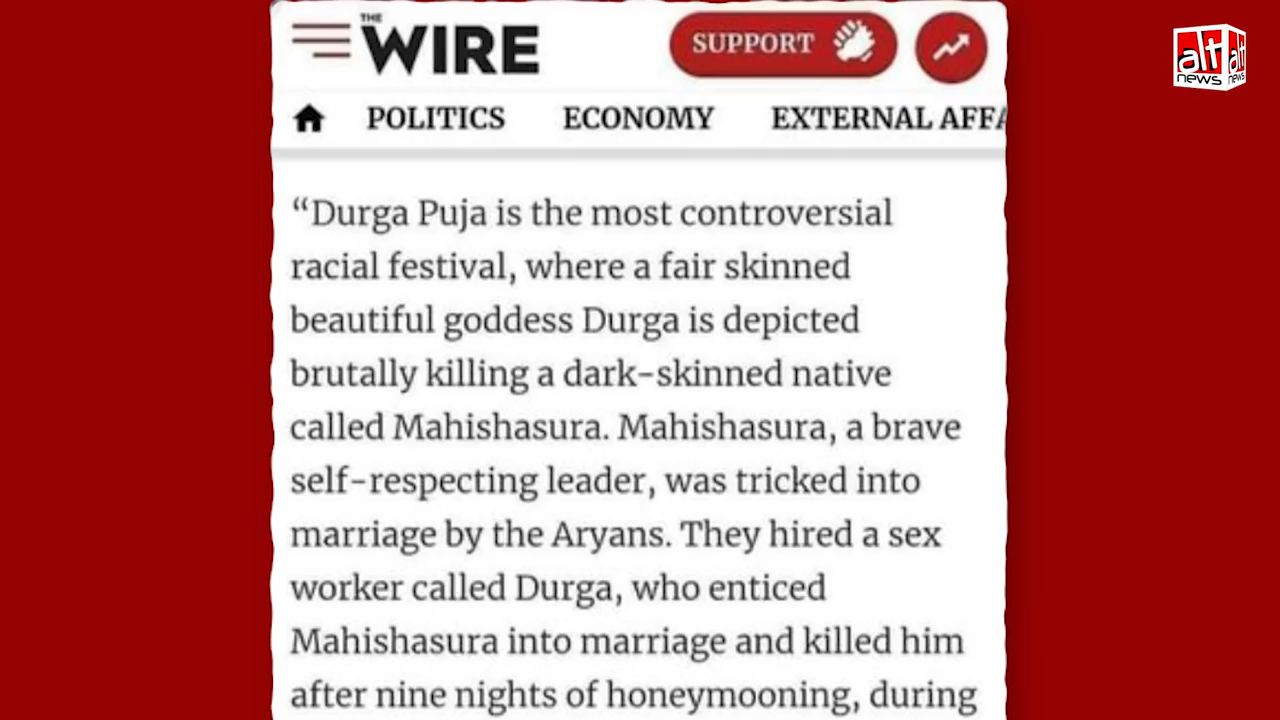 THE
WIRE
SUPPORT
alt
news
alt
news
POLITICS ECONOMY EXTERNAL AFFA
“Durga Puja is the most controversial
racial festival, where a fair skinned
beautiful goddess Durga is depicted
brutally killing a dark-skinned native
called Mahishasura. Mahishasura, a brave
self-respecting leader, was tricked into
marriage by the Aryans. They hired a sex
worker called Durga, who enticed
Mahishasura into marriage and killed him
after nine nights of honeymooning, during